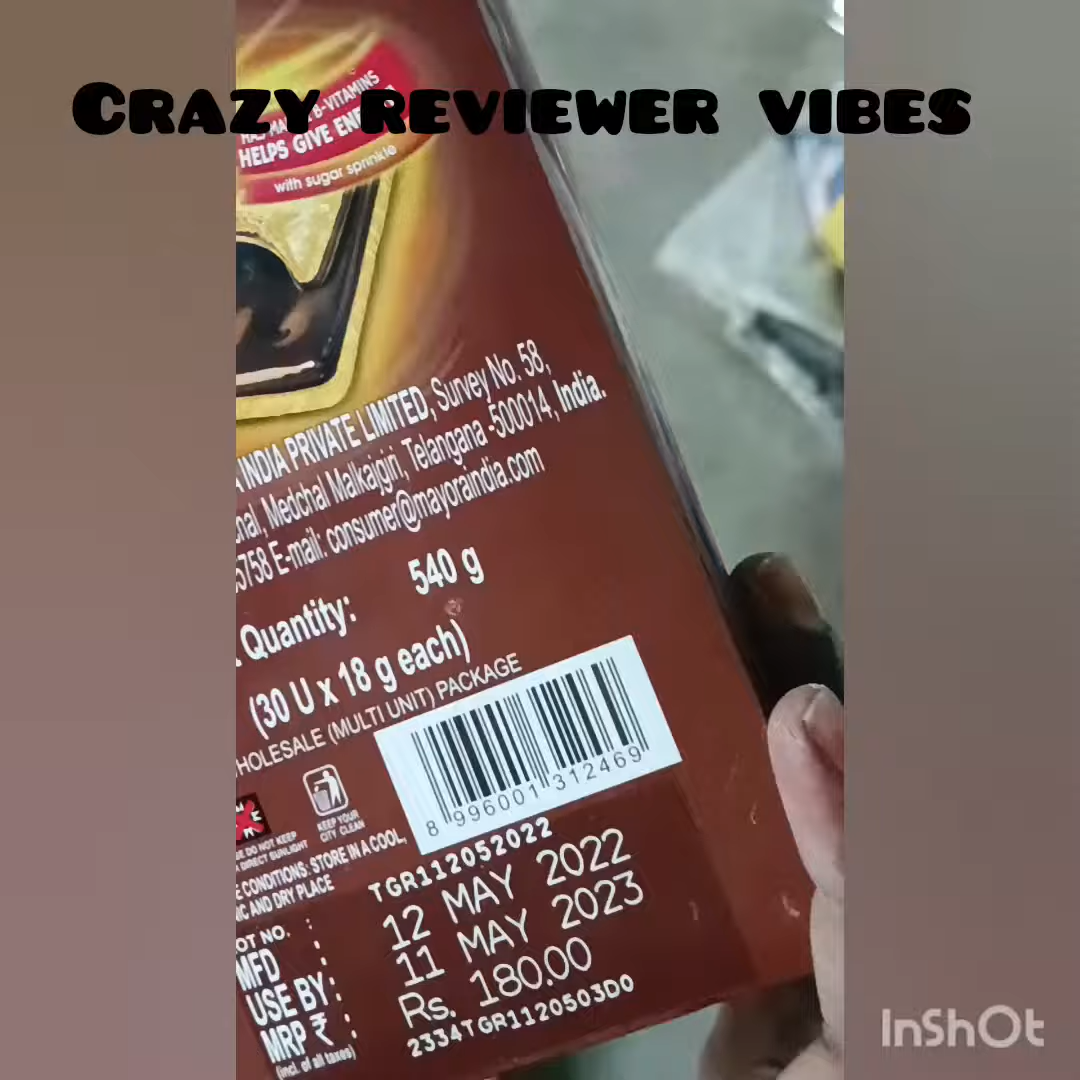 CRAZY REVIEWER VIBES
B-VITAMINS
HELPS GIVE
with sugar sprinkle
INDIA PRIVATE LIMITED, Survey No. 58,
Medchal Malkajgiri, Telangana -500014, India.
5758 E-mail: consumer@mayoraindia.com
Quantity: 540 g
(30 U x 18 g each)
HOLESALE (MULTI UNIT) PACKAGE
8 996001 312469
DO NOT KEEP
DIRECT SUNLIGHT
KEEP YOUR
CITY CLEAN
CONDITIONS: STORE IN A COOL,
AND DRY PLACE
OT NO. : TGR112052022
MFD : 12 MAY 2022
USE BY : 11 MAY 2023
MRP ₹ : Rs. 180.00
(incl. of all taxes) 2334TGR1120503D0
InShOt